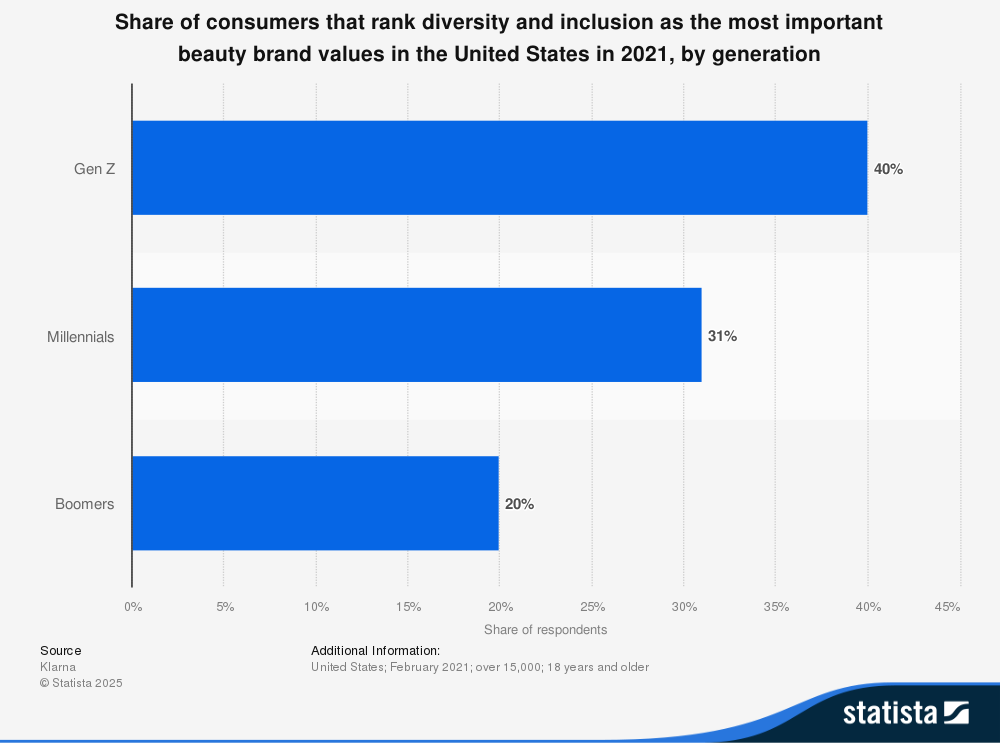 Share of consumers that rank diversity and inclusion as the most important
beauty brand values in the United States in 2021, by generation
Gen Z
40%
Millennials
31%
Boomers
20%
0% 5% 10% 15% 20% 25% 30% 35% 40% 45%
Share of respondents
Source
Klarna
© Statista 2025
Additional Information:
United States; February 2021; over 15,000; 18 years and older
statista